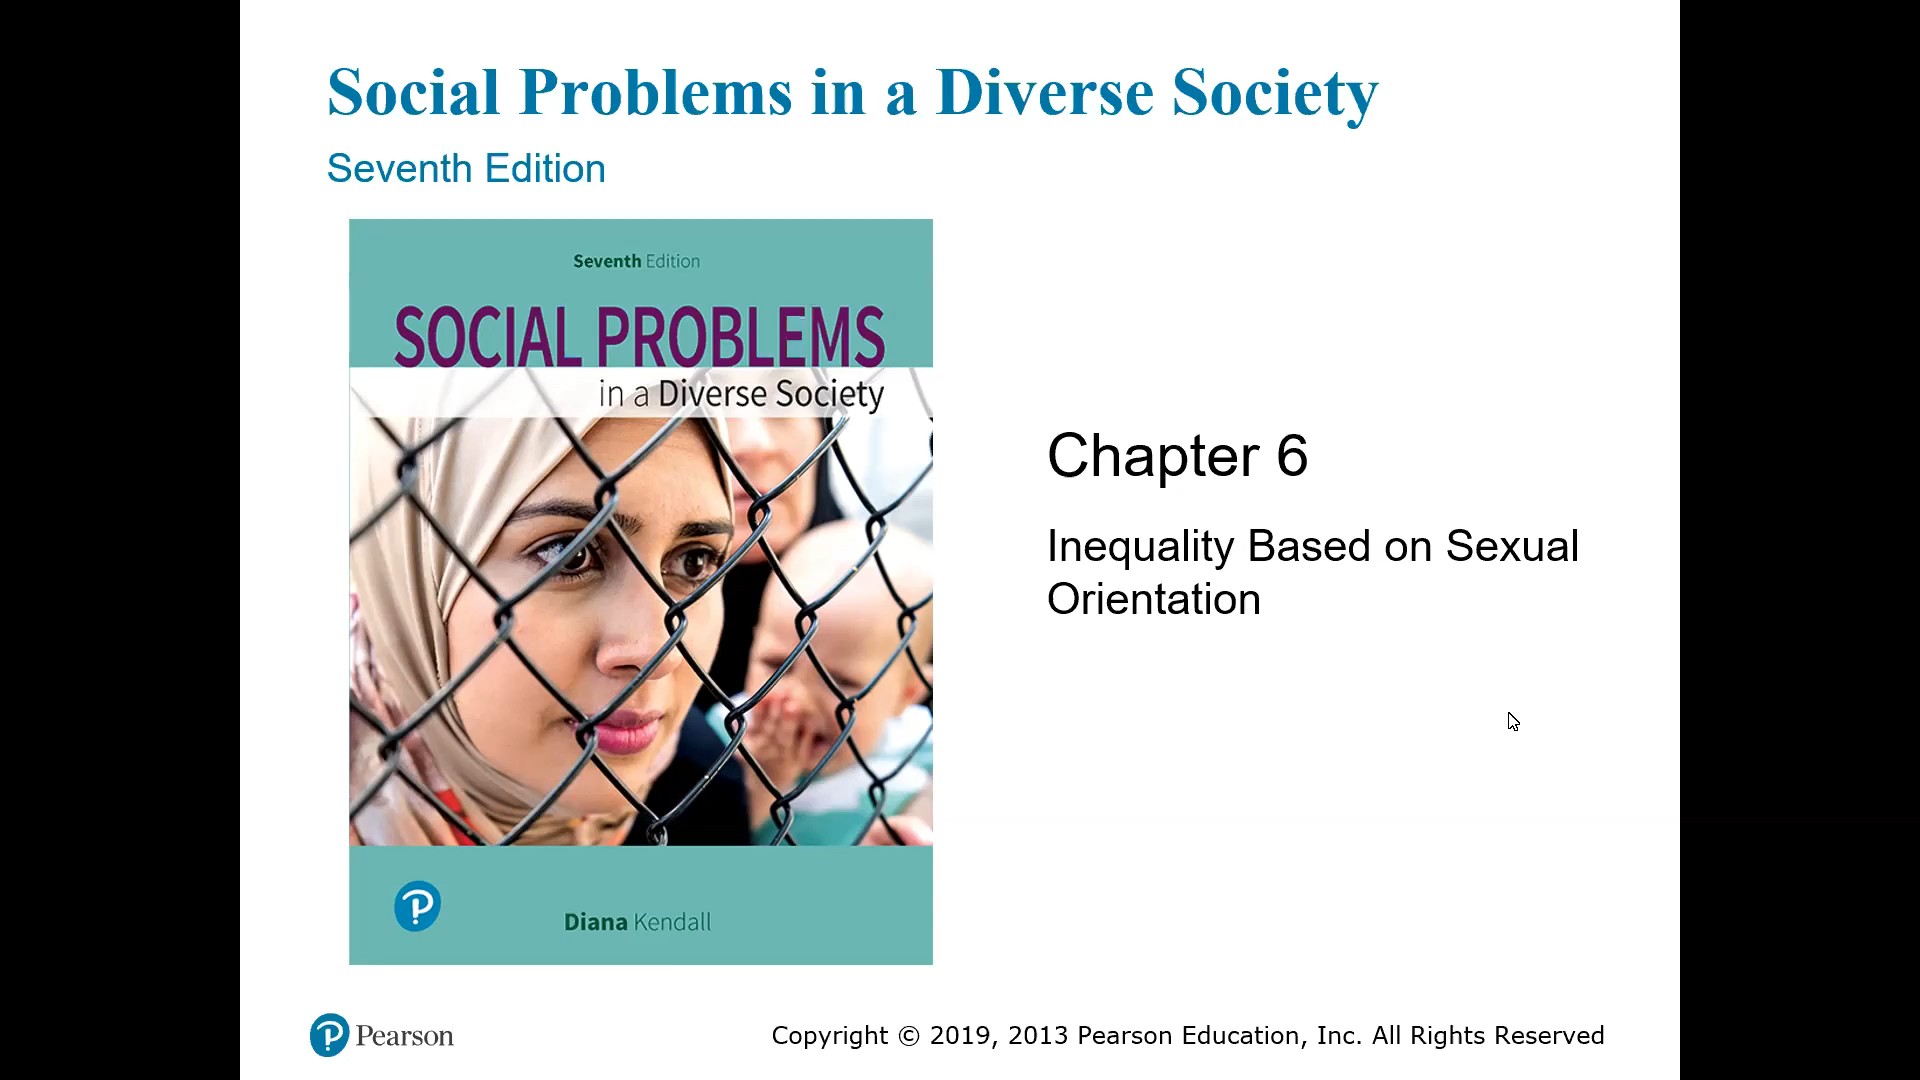 Social Problems in a Diverse Society
Seventh Edition
Seventh Edition
SOCIAL PROBLEMS
in a Diverse Society
Diana Kendall
Chapter 6
Inequality Based on Sexual
Orientation
Pearson
Copyright © 2019, 2013 Pearson Education, Inc. All Rights Reserved